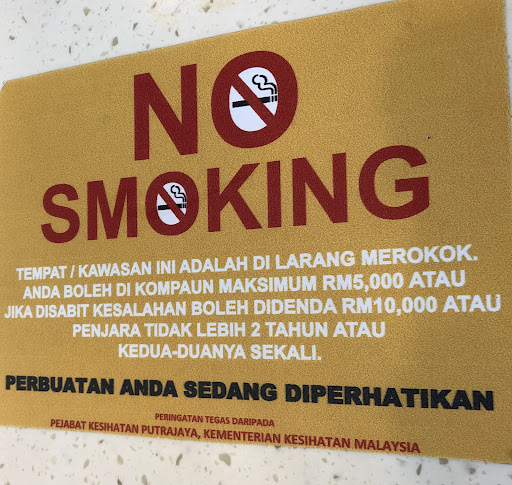 NO
SMOKING
TEMPAT / KAWASAN INI ADALAH DI LARANG MEROKOK.
ANDA BOLEH DI KOMPAUN MAKSIMUM RM5,000 ATAU
JIKA DISABIT KESALAHAN BOLEH DIDENDA RM10,000 ATAU
PENJARA TIDAK LEBIH 2 TAHUN ATAU
KEDUA-DUANYA SEKALI.
PERBUATAN ANDA SEDANG DIPERHATIKAN
PERINGATAN TEGAS DARIPADA
PEJABAT KESIHATAN PUTRAJAYA, KEMENTERIAN KESIHATAN MALAYSIA